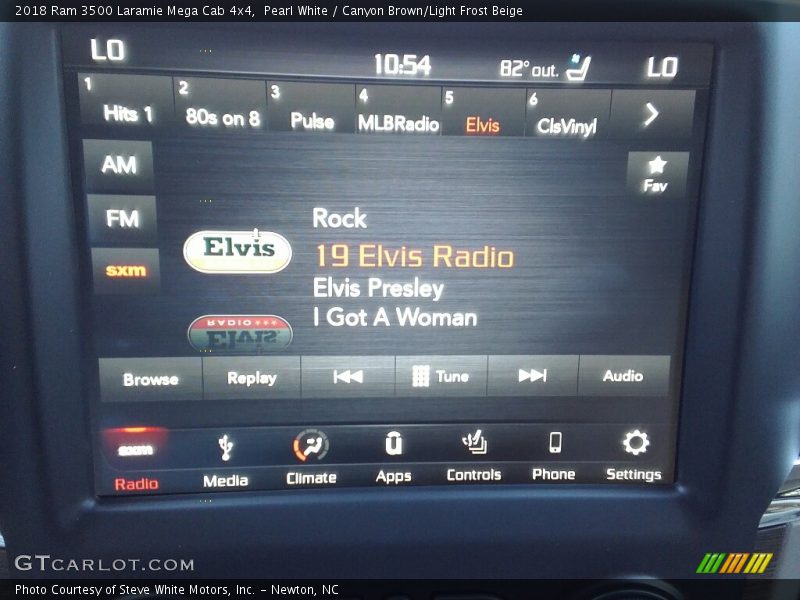 2018 Ram 3500 Laramie Mega Cab 4x4,  Pearl White / Canyon Brown/Light Frost Beige
LO 10:54 82° out. LO
1 Hits 1 2 80s on 8 3 Pulse 4 MLBRadio 5 Elvis 6 ClsVinyl
AM
Fav
FM
sxm
Elvis
Rock
19 Elvis Radio
Elvis Presley
I Got A Woman
RADIO
Elvis
Browse Replay Tune Audio
sxm
Radio Media Climate Apps Controls Phone Settings
GTCARLOT.COM
Photo Courtesy of Steve White Motors, Inc. – Newton, NC